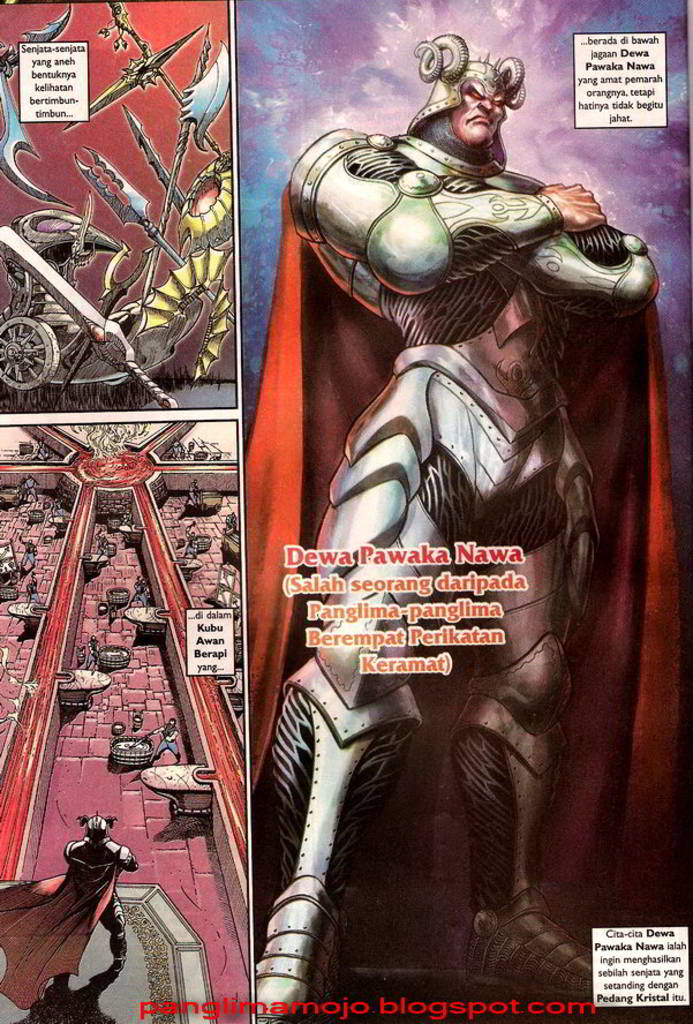 Senjata-senjata
yang aneh
bentuknya
kelihatan
bertimbun-
timbun...
...di dalam
Kubu
Awan
Berapi
yang...
...berada di bawah
jagaan Dewa
Pawaka Nawa
yang amat pemarah
orangnya, tetapi
hatinya tidak begitu
jahat.
Dewa Pawaka Nawa
(Salah seorang daripada
Panglima-panglima
Berempat Perikatan
Keramat)
Cita-cita Dewa
Pawaka Nawa ialah
ingin menghasilkan
sebilah senjata yang
setanding dengan
Pedang Kristal itu.
panglimamojo.blogspot.com